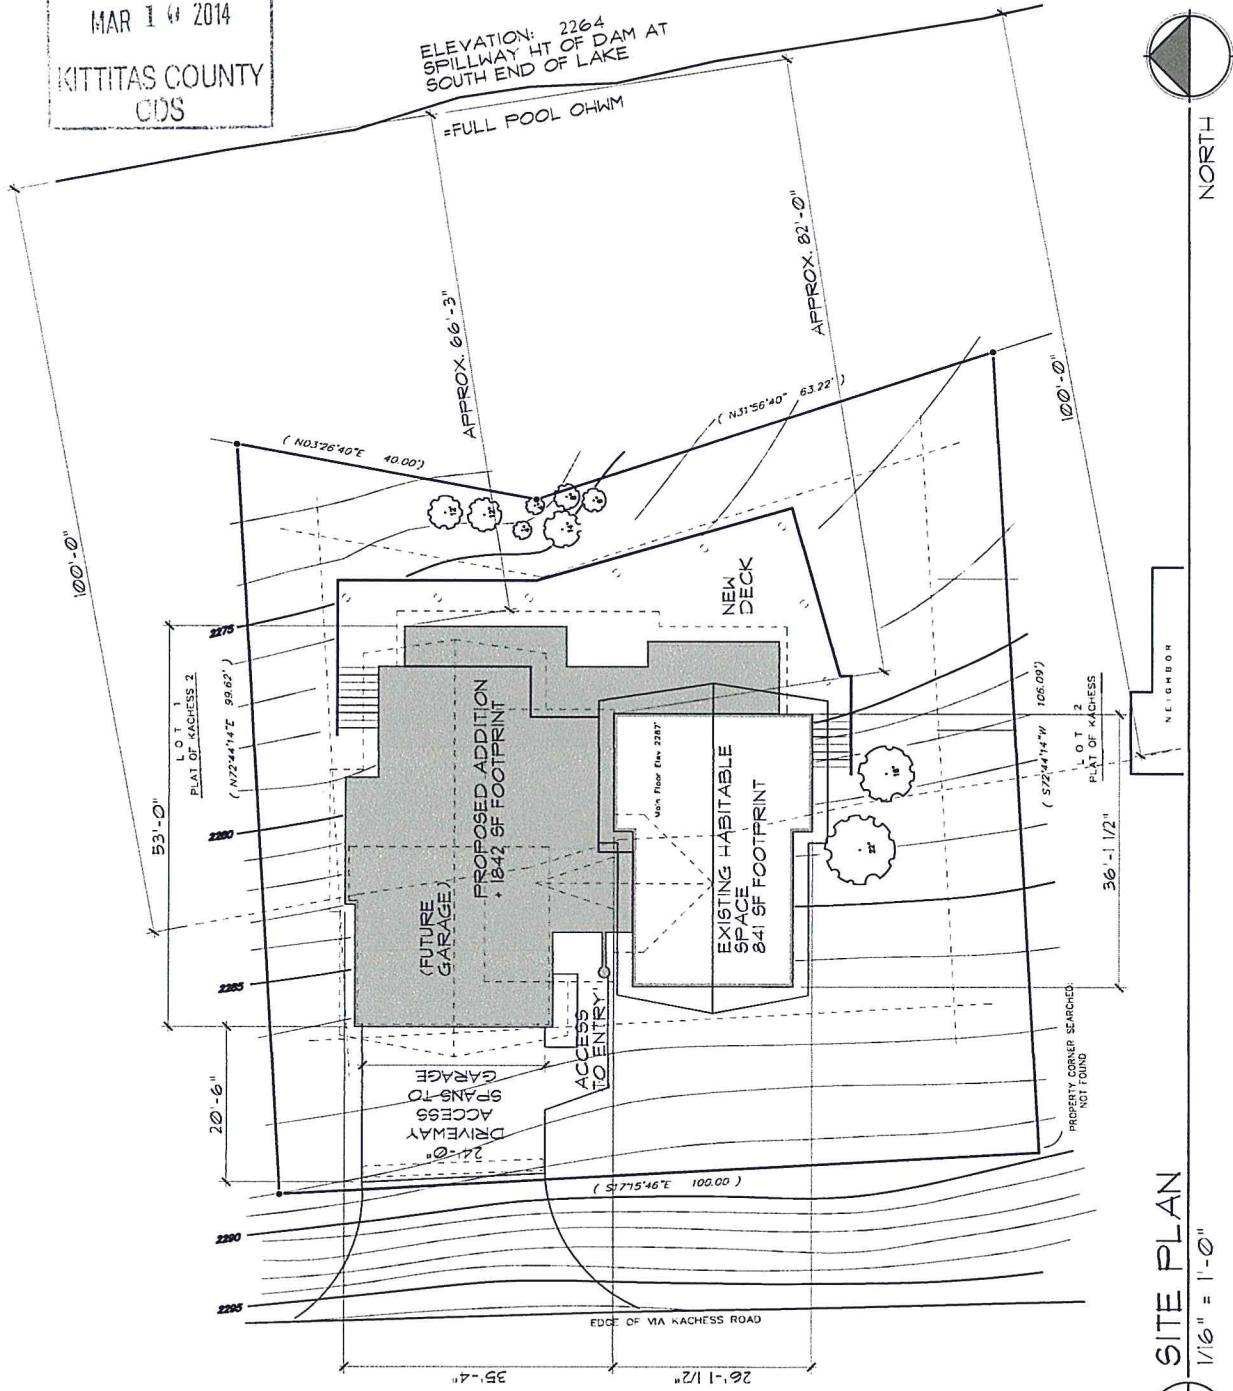 MAR 1 2014
KITTITAS COUNTY
CDS
ELEVATION: 2264
SPILLWAY HT OF DAM AT
SOUTH END OF LAKE
=FULL POOL OHWM
NORTH
100'-0"
APPROX. 66'-3"
APPROX. 82'-0"
100'-0"
( N03°26'40"E 40.00')
( N31°56'40" 63.22' )
12"
12"
8"
14"
NEW
DECK
2275
LOT 1
PLAT OF KACHESS 2
( N72°44'14"E 99.62' )
53'-0"
2280
PROPOSED ADDITION
+ 1842 SF FOOTPRINT
(FUTURE
GARAGE)
Main Floor Elev 2287'
EXISTING HABITABLE
SPACE
841 SF FOOTPRINT
18"
22"
( S72°44'14"W 106.09')
LOT 2
PLAT OF KACHESS
NEIGHBOR
36'-1 1/2"
2285
ACCESS
TO ENTRY
20'-6"
24'-0"
DRIVEWAY
ACCESS
SPANS TO
GARAGE
PROPERTY CORNER SEARCHED:
NOT FOUND
( S17°15'46"E 100.00 )
2290
2295
EDGE OF VIA KACHESS ROAD
35'-4"
26'-1 1/2"
SITE PLAN
1/16" = 1'-0"